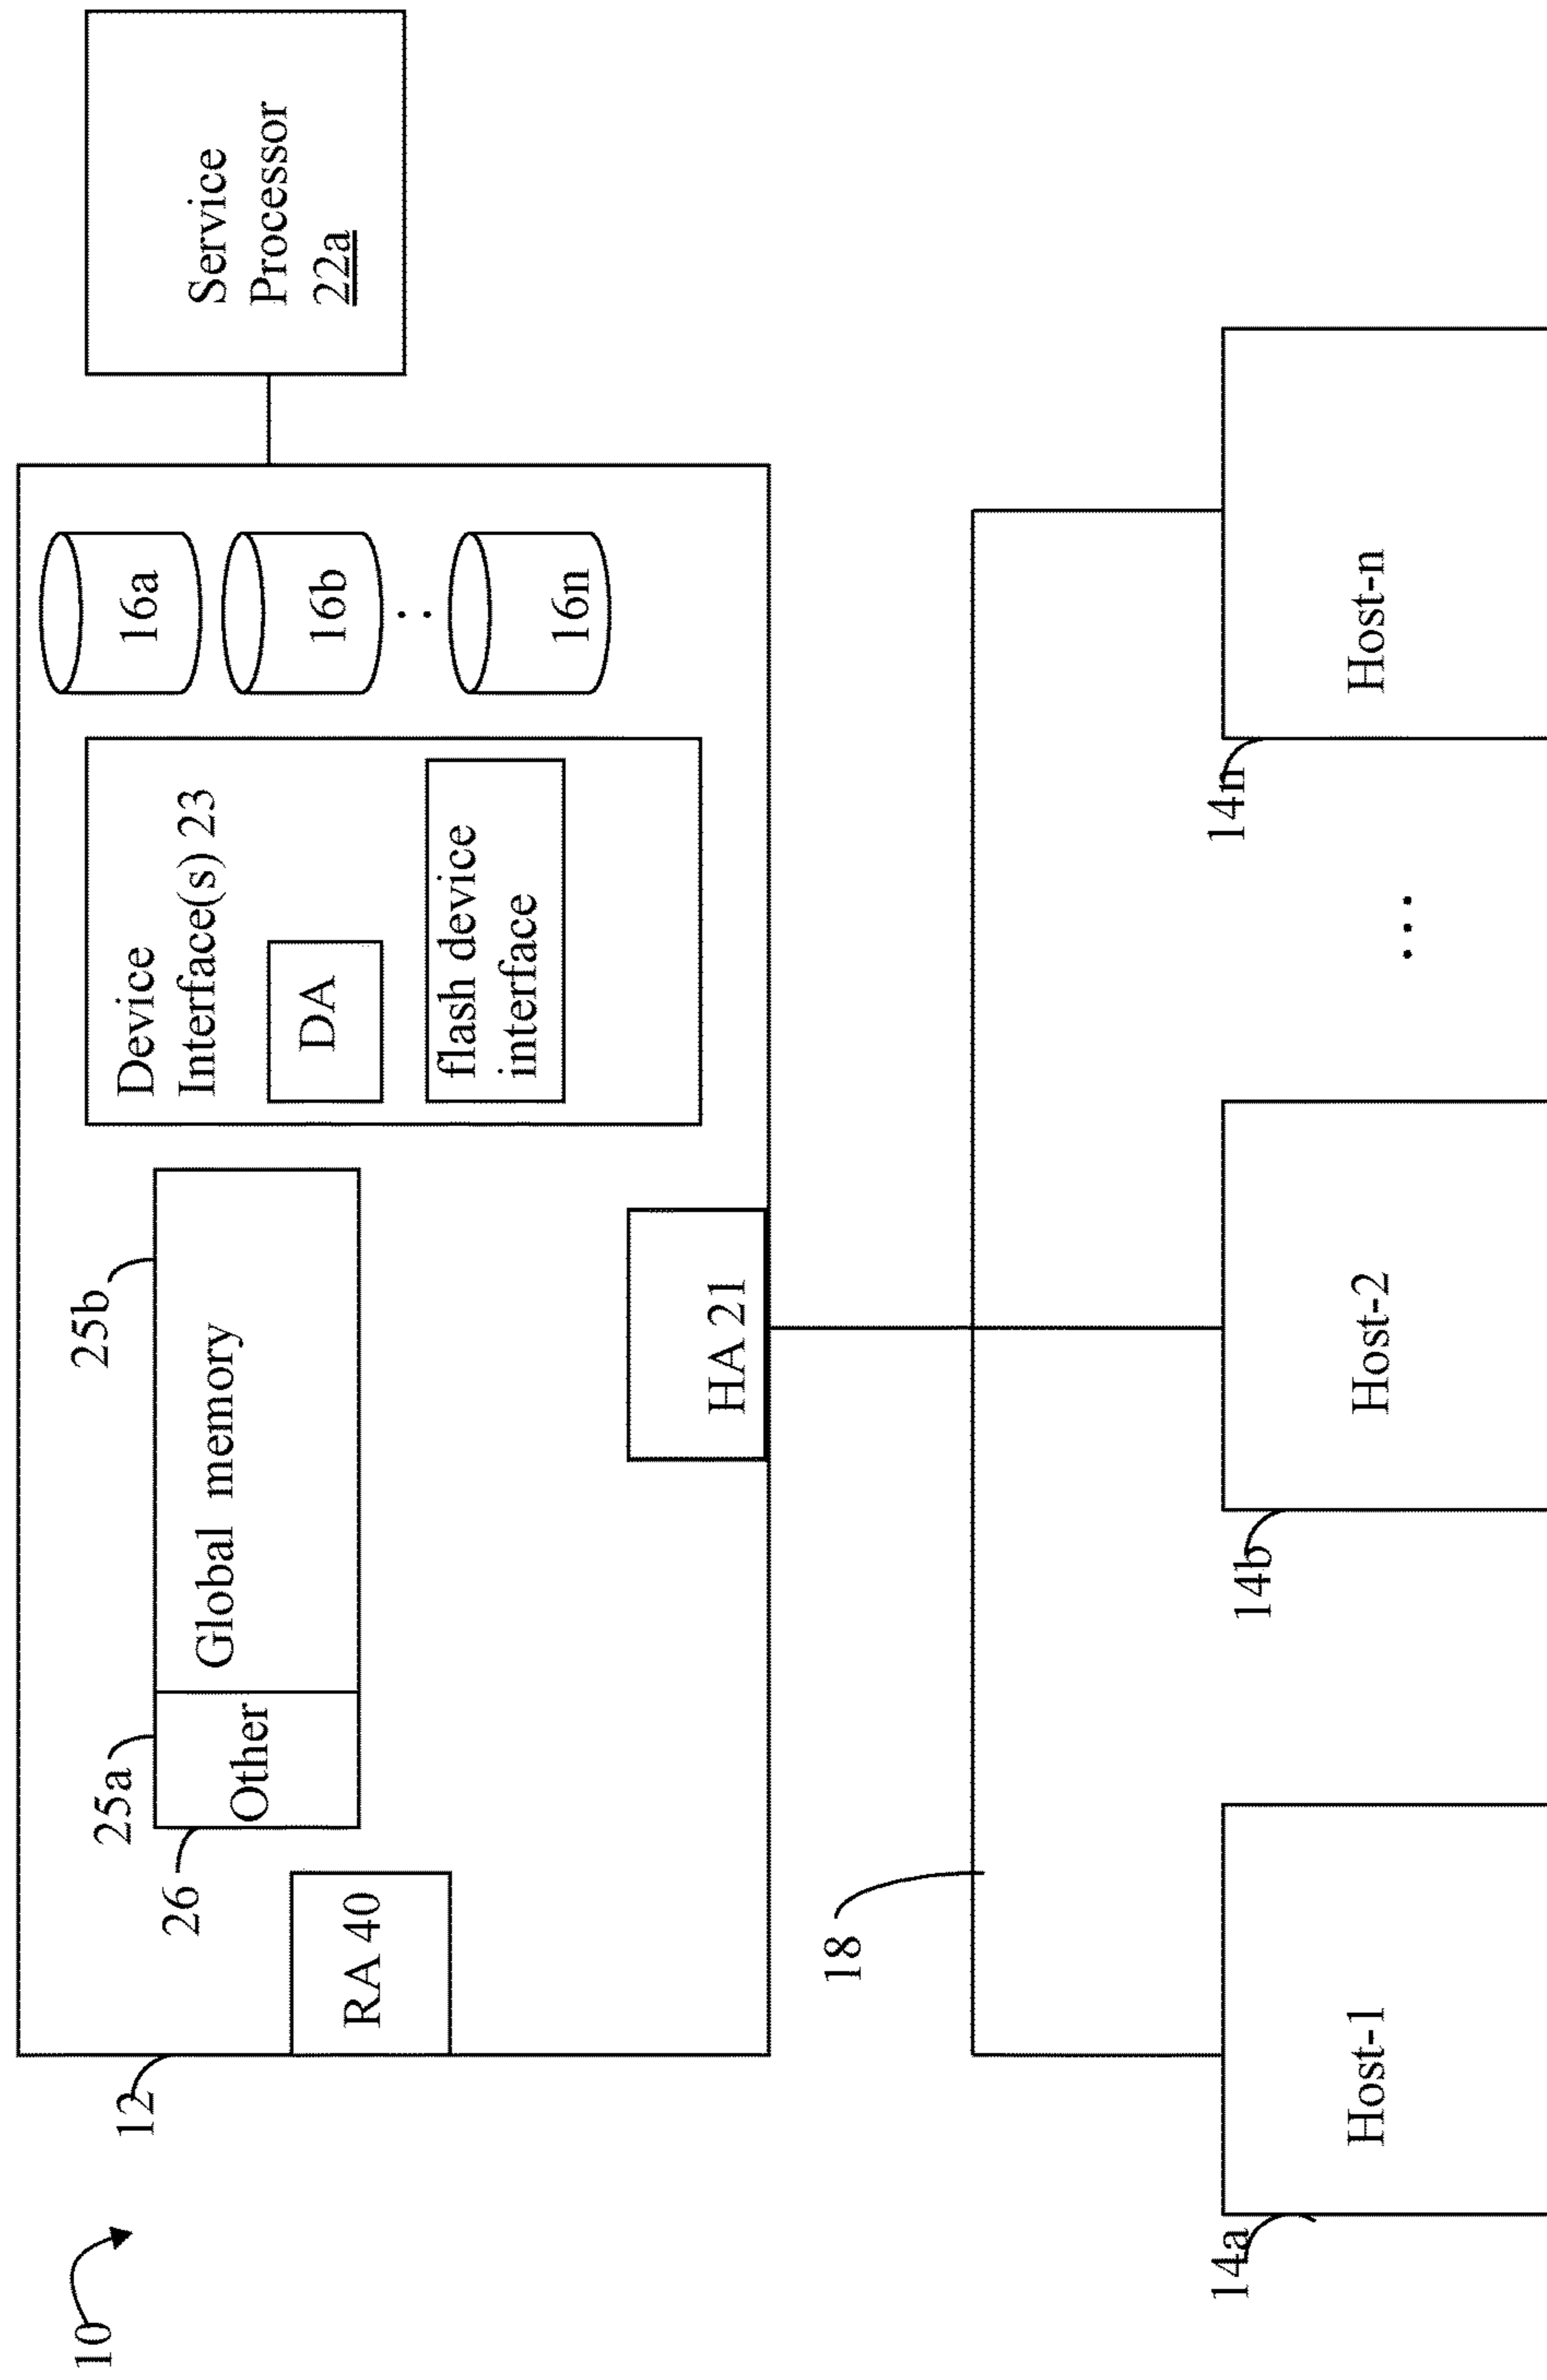 10
12
RA 40
26
25a
Other
25b
Global memory
HA 21
Device
Interface(s) 23
DA
flash device
interface
16a
16b
16n
Service
Processor
22a
18
14a
Host-1
14b
Host-2
...
14n
Host-n